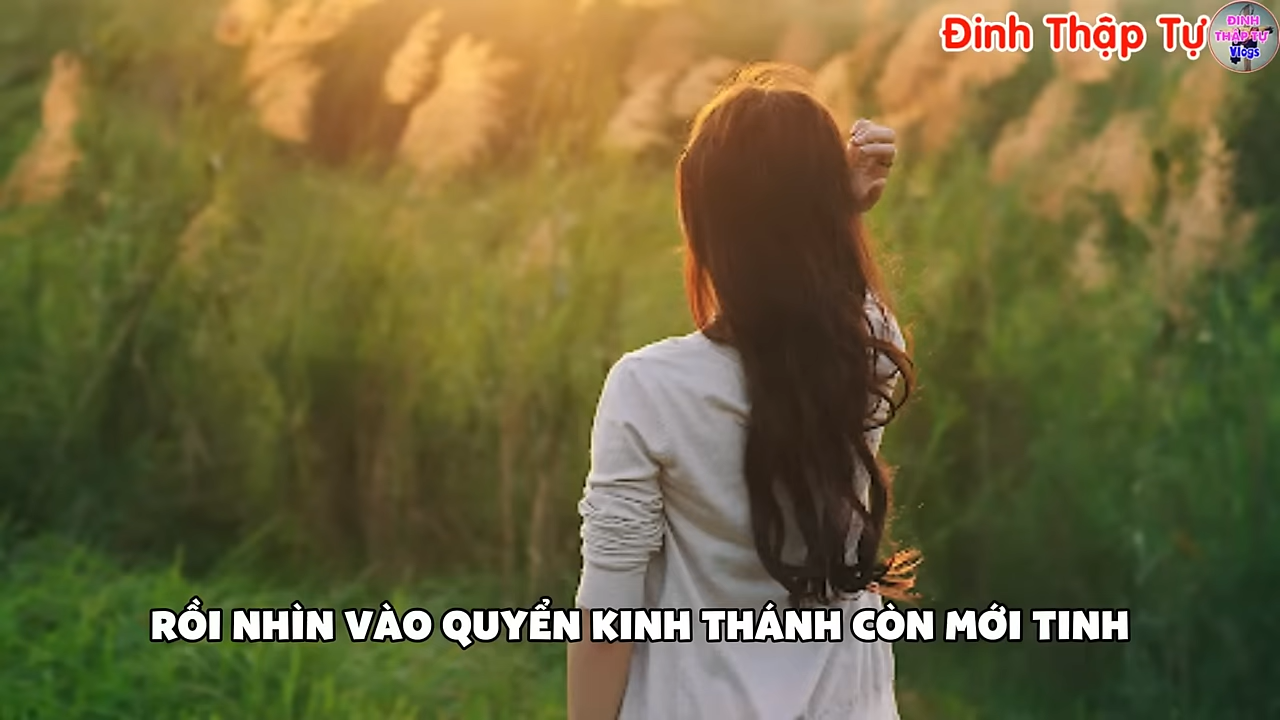 Đinh Thập Tự
ĐINH
THẬP TỰ
Vlogs
RỒI NHÌN VÀO QUYỂN KINH THÁNH CÒN MỚI TINH